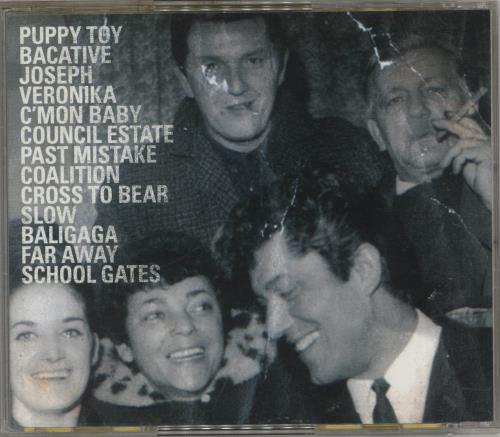 PUPPY TOY
BACATIVE
JOSEPH
VERONIKA
C'MON BABY
COUNCIL ESTATE
PAST MISTAKE
COALITION
CROSS TO BEAR
SLOW
BALIGAGA
FAR AWAY
SCHOOL GATES